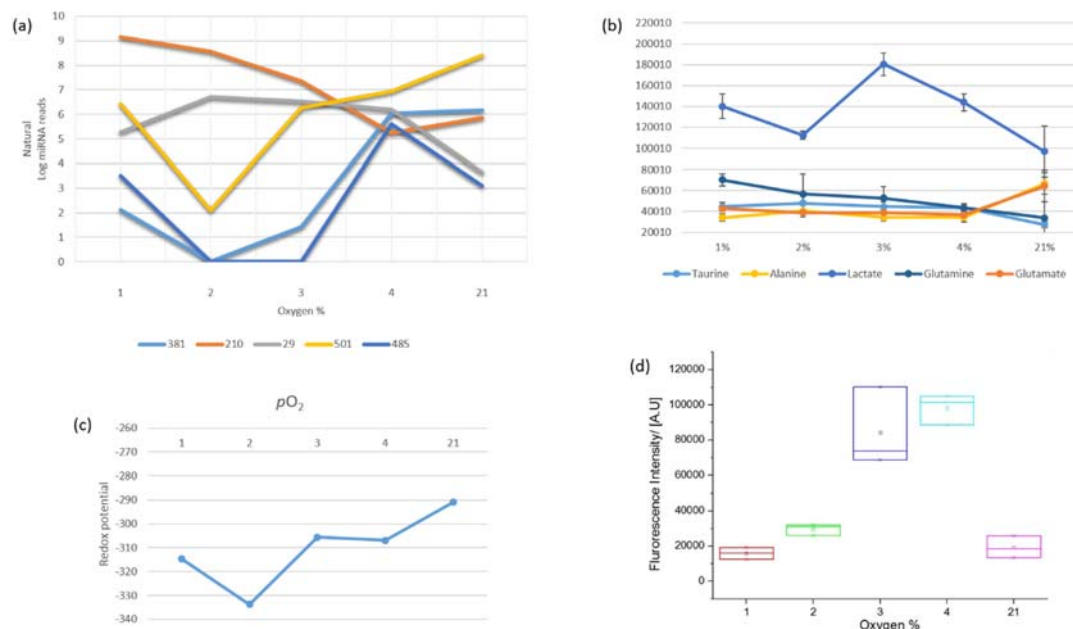 (a)
10
9
8
7
6
5
4
3
2
1
0
Natural
Log miRNA reads
1 2 3 4 21
Oxygen %
381 210 29 501 485
(b)
220010
200010
180010
160010
140010
120010
100010
80010
60010
40010
20010
1% 2% 3% 4% 21%
Taurine Alanine Lactate Glutamine Glutamate
pO2
(c)
-260
-270
-280
-290
-300
-310
-320
-330
-340
Redox potential
1 2 3 4 21
(d)
120000
100000
80000
60000
40000
20000
0
Flurorescence Intensity/ [A.U]
1 2 3 4 21
Oxygen %